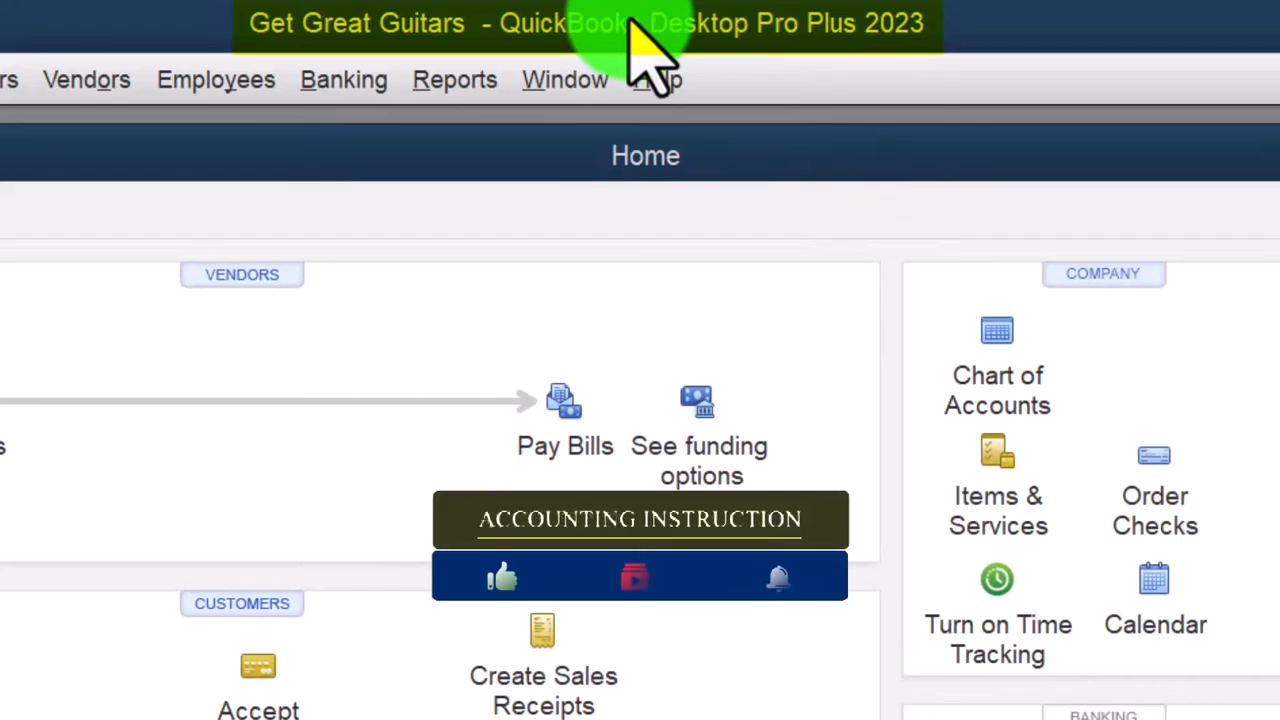 Get Great Guitars - QuickBooks Desktop Pro Plus 2023
Vendors Employees Banking Reports Window Help
Home
VENDORS
COMPANY
Chart of
Accounts
Pay Bills
See funding
options
Items &
Services
Order
Checks
ACCOUNTING INSTRUCTION
CUSTOMERS
Turn on Time
Tracking
Calendar
Create Sales
Receipts
Accept
BANKING